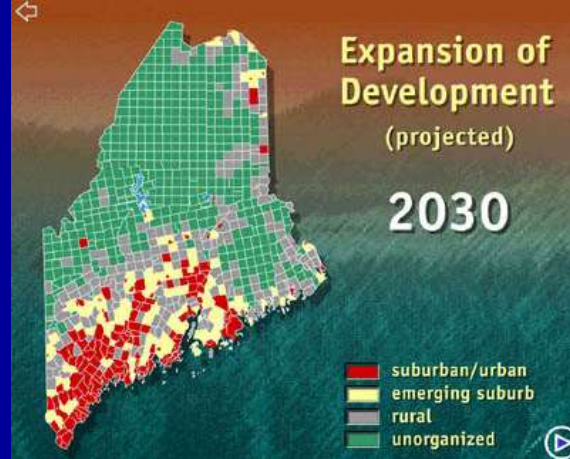 Expansion of
Development
(projected)
2030
suburban/urban
emerging suburb
rural
unorganized